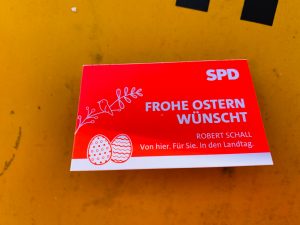 SPD
FROHE OSTERN
WÜNSCHT
ROBERT SCHALL
Von hier. Für Sie. In den Landtag.